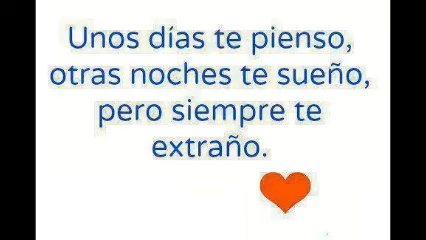 Unos días te pienso,
otras noches te sueño,
pero siempre te
extraño.